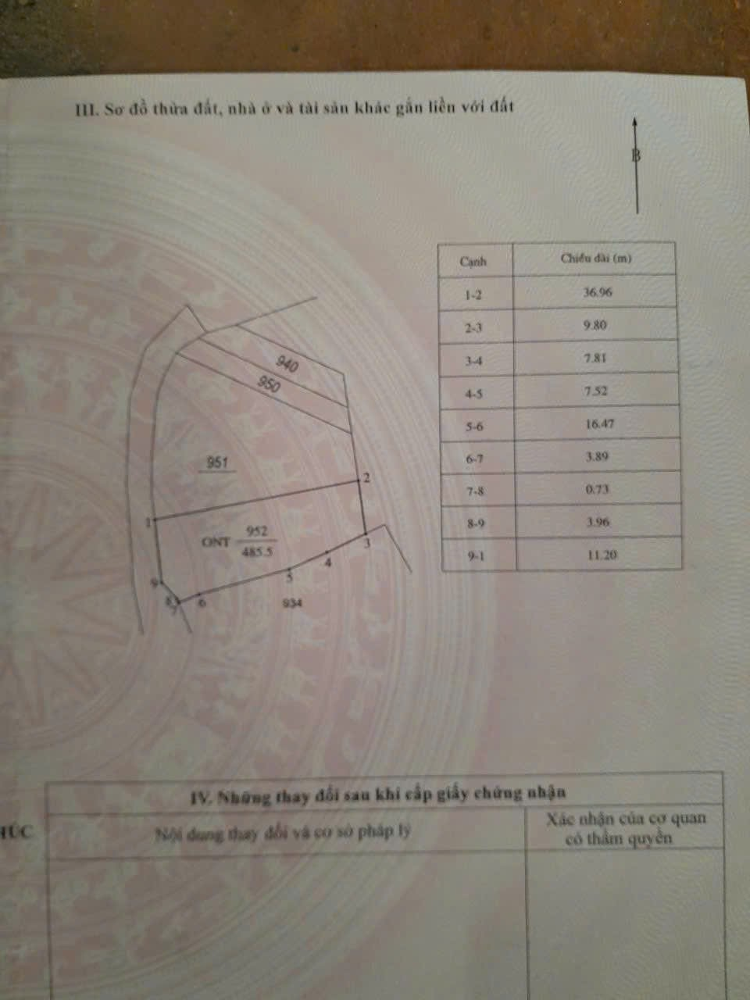 III. Sơ đồ thửa đất, nhà ở và tài sản khác gắn liền với đất
B
Cạnh Chiều dài (m)
1-2 36.96
2-3 9.80
3-4 7.81
4-5 7.52
5-6 16.47
6-7 3.89
7-8 0.73
8-9 3.96
9-1 11.20
940
950
951
2
1
ONT 952
485.5
3
4
9
5
8
7
6
934
IV. Những thay đổi sau khi cấp giấy chứng nhận
HÚC
Nội dung thay đổi và cơ sở pháp lý
Xác nhận của cơ quan
có thẩm quyền